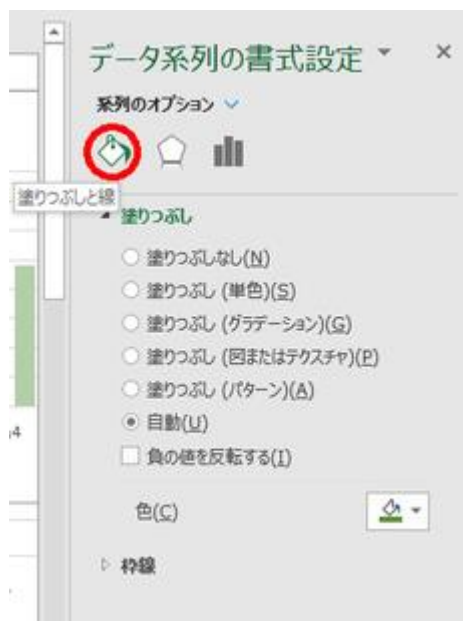 データ系列の書式設定
系列のオプション
塗りつぶしと線
塗りつぶし
塗りつぶしなし(N)
塗りつぶし (単色)(S)
塗りつぶし (グラデーション)(G)
塗りつぶし (図またはテクスチャ)(P)
塗りつぶし (パターン)(A)
自動(U)
4
負の値を反転する(I)
色(C)
枠線